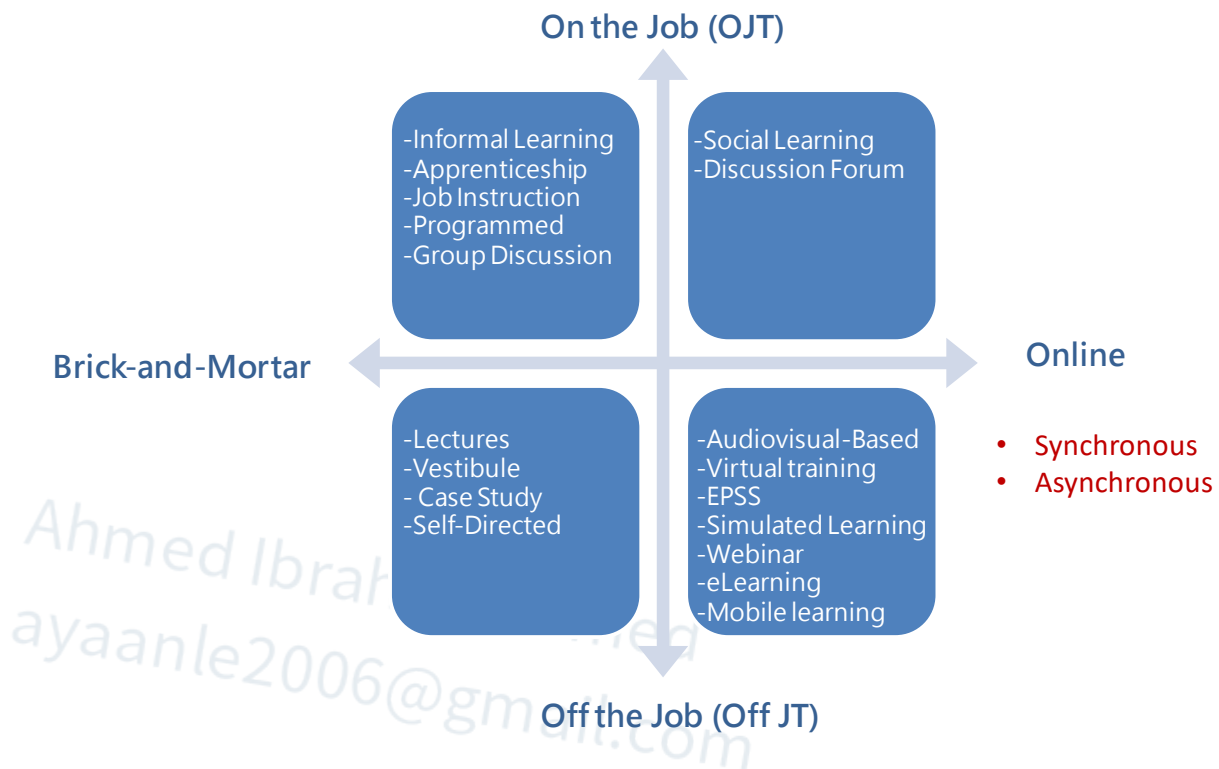 On the Job (OJT)
-Informal Learning
-Apprenticeship
-Job Instruction
-Programmed
-Group Discussion
-Social Learning
-Discussion Forum
Brick-and-Mortar
Online
-Lectures
-Vestibule
- Case Study
-Self-Directed
-Audiovisual-Based
-Virtual training
-EPSS
-Simulated Learning
-Webinar
-eLearning
-Mobile learning
• Synchronous
• Asynchronous
Ahmed
ayaanle2006@gmail.com
Off the Job (Off JT)